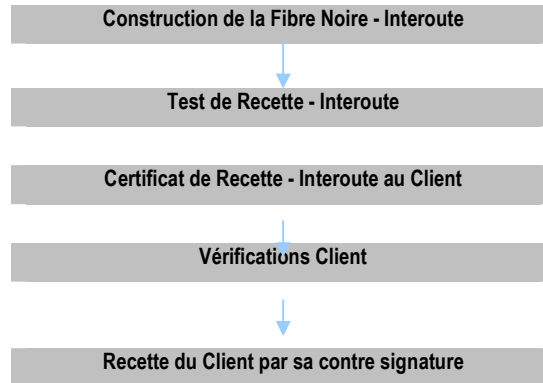 Construction de la Fibre Noire - Interoute
Test de Recette - Interoute
Certificat de Recette - Interoute au Client
Vérifications Client
Recette du Client par sa contre signature